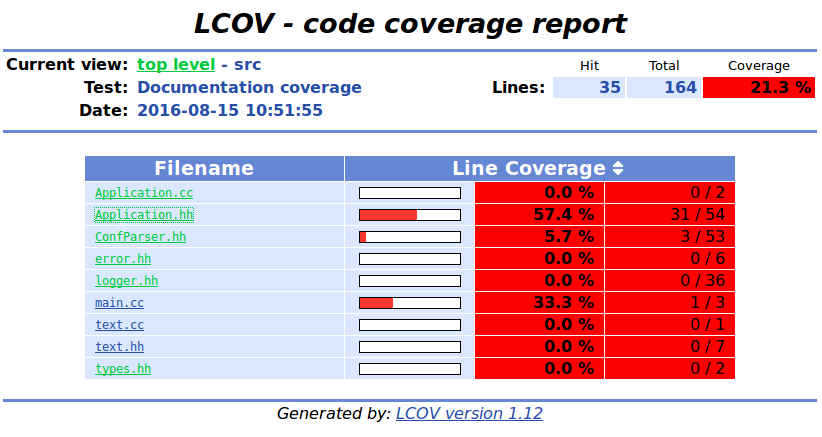 LCOV - code coverage report
Current view: top level - src Hit Total Coverage
Test: Documentation coverage Lines: 35 164 21.3 %
Date: 2016-08-15 10:51:55
Filename Line Coverage
Application.cc 0.0 % 0 / 2
Application.hh 57.4 % 31 / 54
ConfParser.hh 5.7 % 3 / 53
error.hh 0.0 % 0 / 6
logger.hh 0.0 % 0 / 36
main.cc 33.3 % 1 / 3
text.cc 0.0 % 0 / 1
text.hh 0.0 % 0 / 7
types.hh 0.0 % 0 / 2
Generated by: LCOV version 1.12